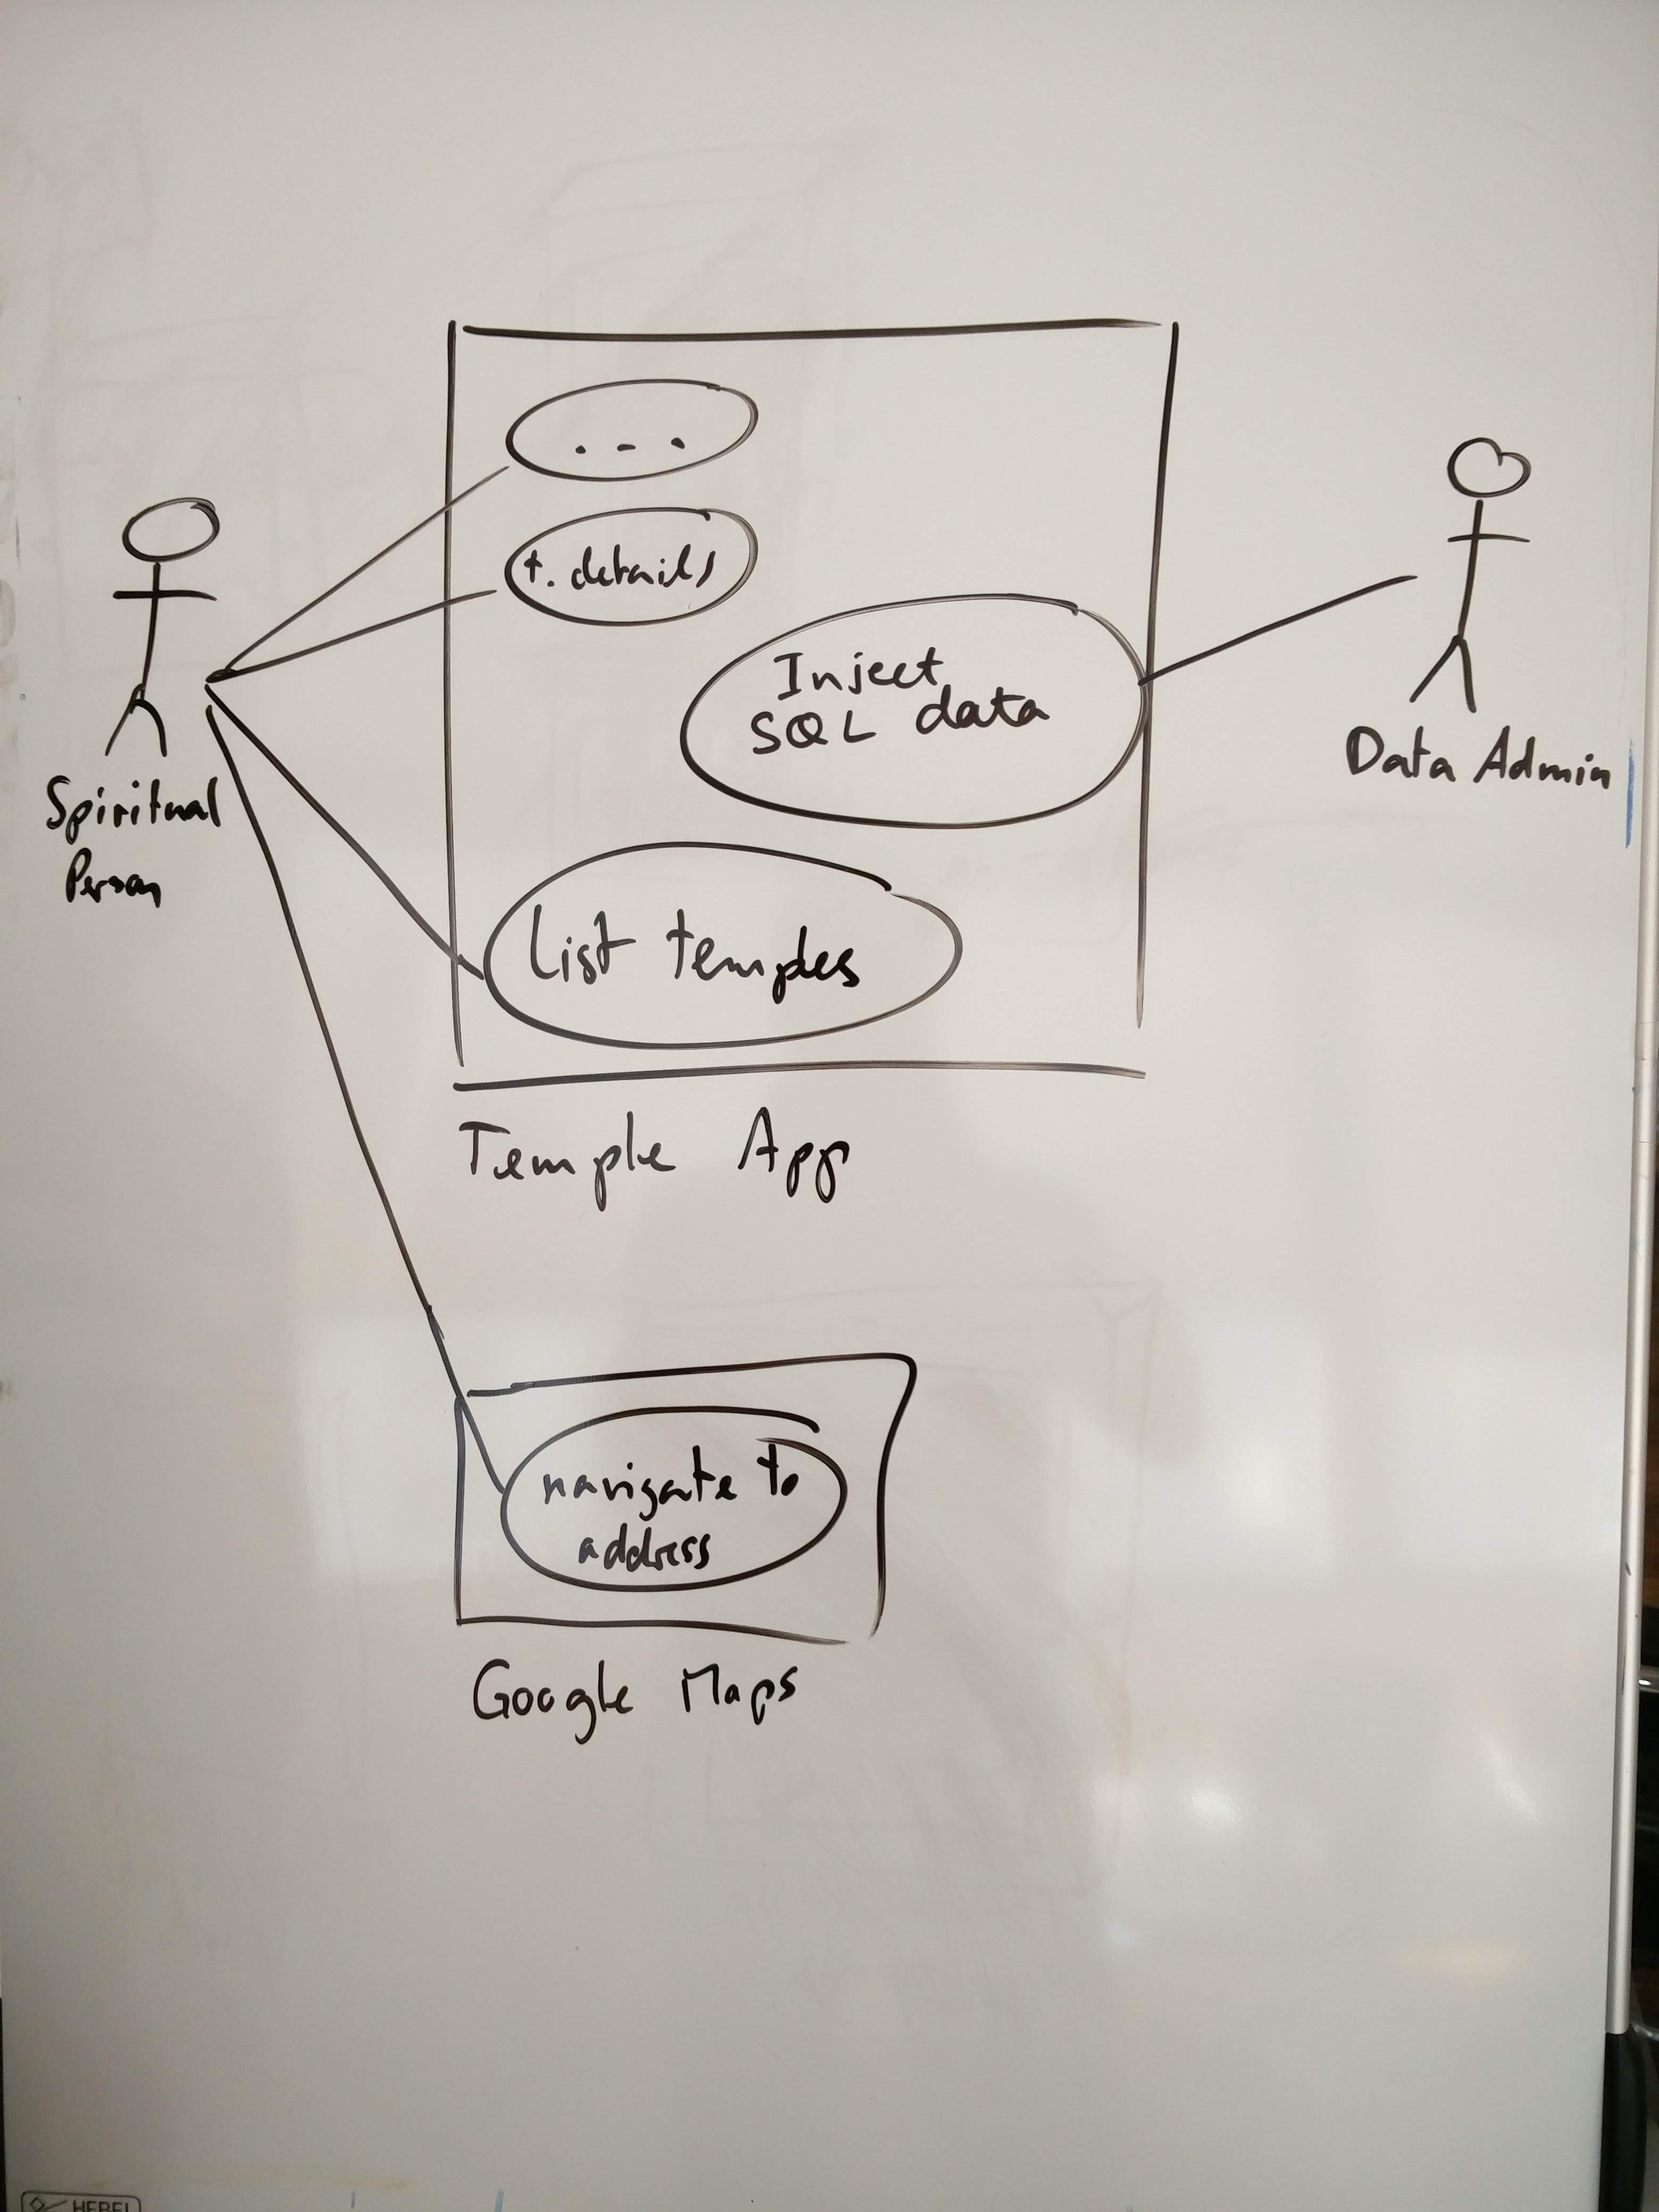 ...
t. details
Inject
SQL data
Data Admin
Spiritual
Person
List temples
Temple App
navigate to
address
Google Maps
HEBEL